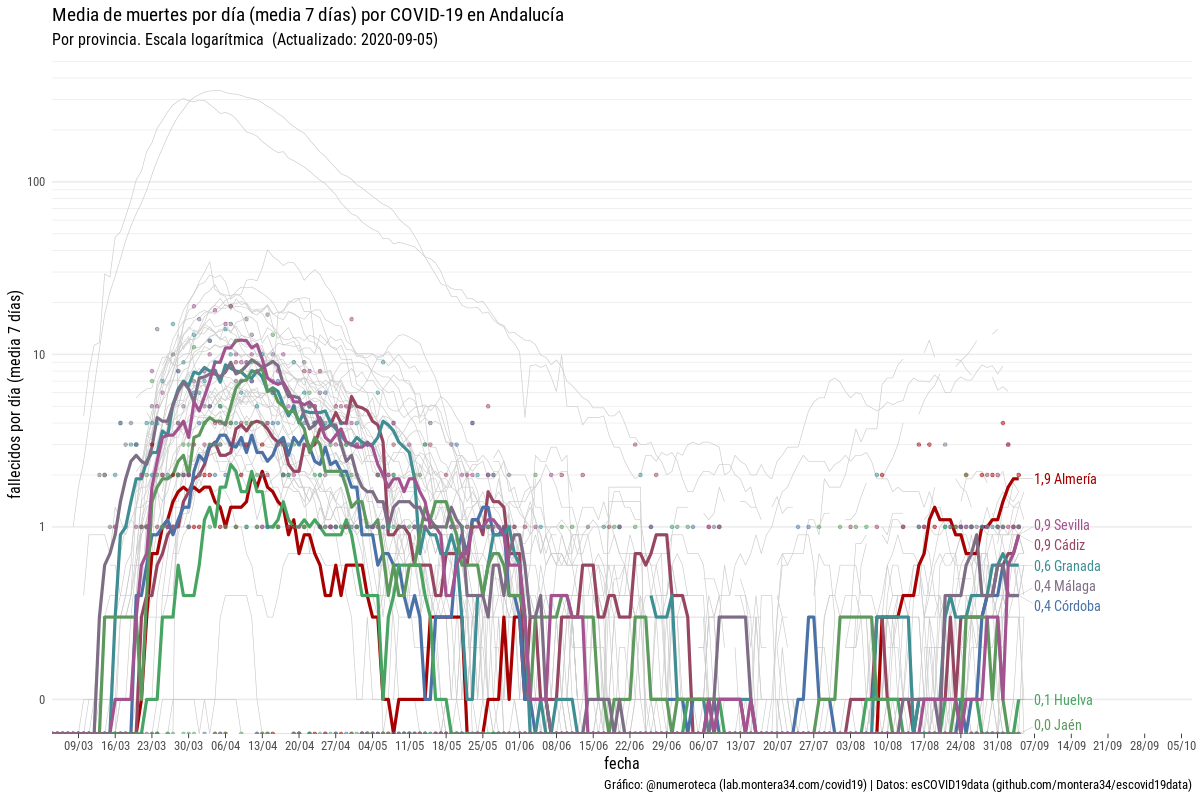 Media de muertes por día (media 7 días) por COVID-19 en Andalucía
Por provincia. Escala logarítmica (Actualizado: 2020-09-05)
fallecidos por día (media 7 días)
100
10
1
0
1,9 Almería
0,9 Sevilla
0,9 Cádiz
0,6 Granada
0,4 Málaga
0,4 Córdoba
0,1 Huelva
0,0 Jaén
09/03 16/03 23/03 30/03 06/04 13/04 20/04 27/04 04/05 11/05 18/05 25/05 01/06 08/06 15/06 22/06 29/06 06/07 13/07 20/07 27/07 03/08 10/08 17/08 24/08 31/08 07/09 14/09 21/09 28/09 05/10
fecha
Gráfico: @numeroteca (lab.montera34.com/covid19) | Datos: esCOVID19data (github.com/montera34/escovid19data)